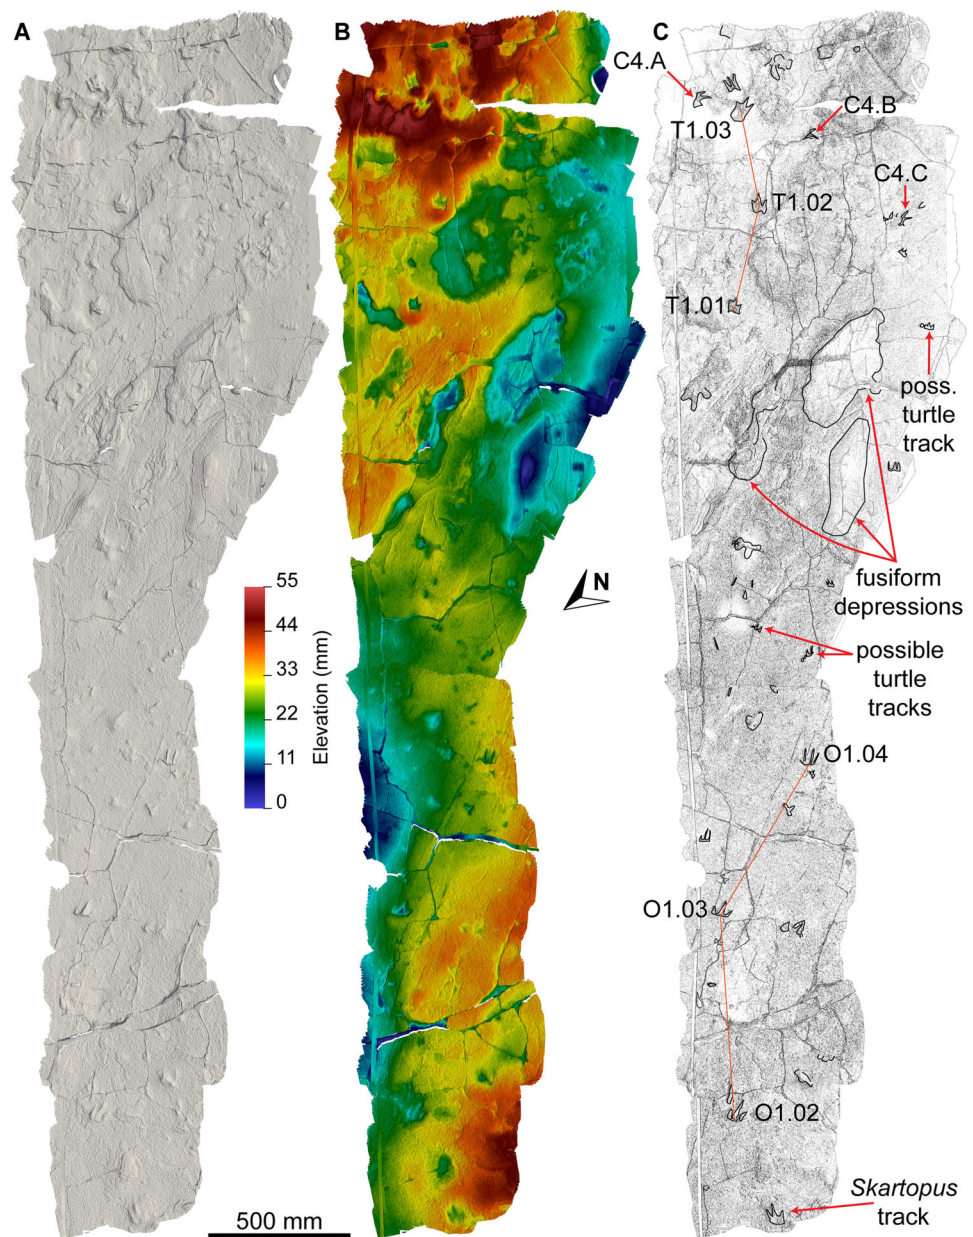 A
B
C
C4.A
T1.03
C4.B
C4.C
T1.02
T1.01
poss.
turtle
track
N
fusiform
depressions
55
44
33
22
11
0
Elevation (mm)
possible
turtle
tracks
O1.04
O1.03
O1.02
Skartopus
track
500 mm